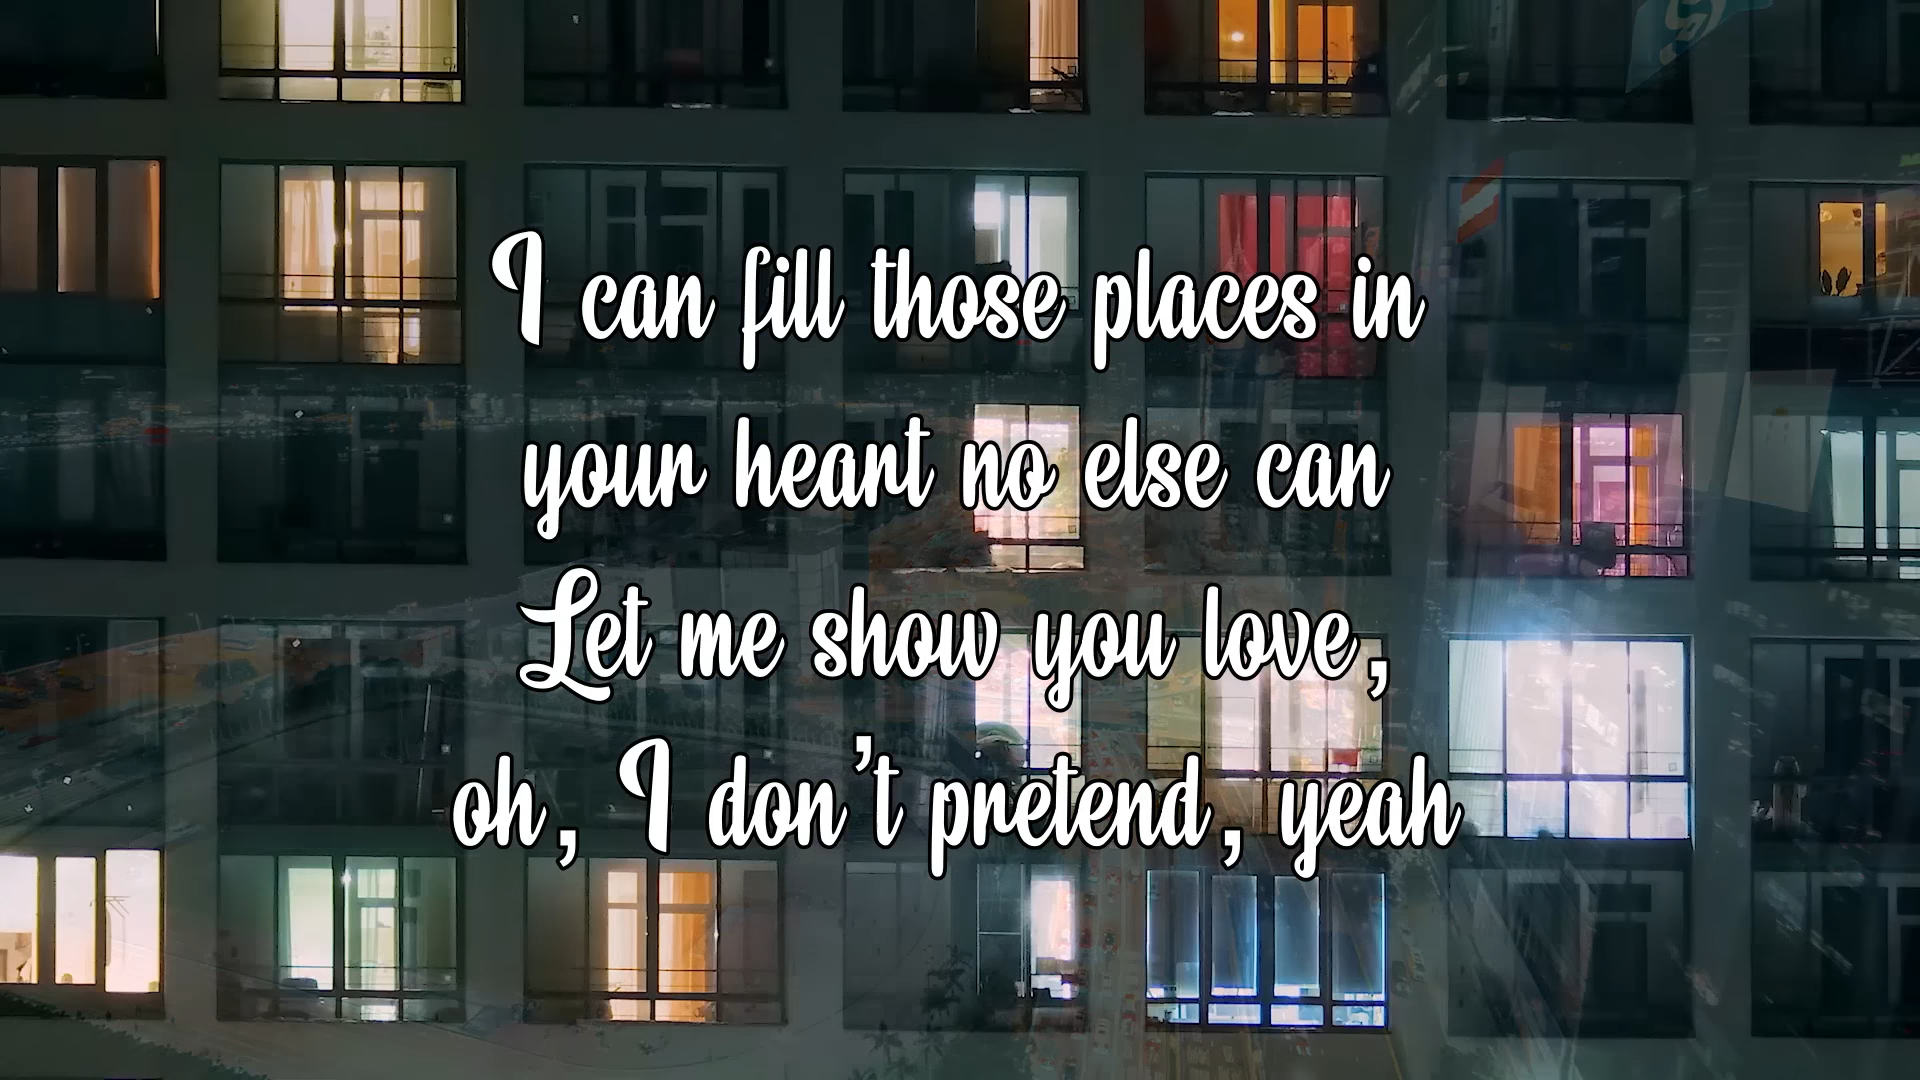 I can fill those places in
your heart no else can
Let me show you love,
oh, I don't pretend, yeah